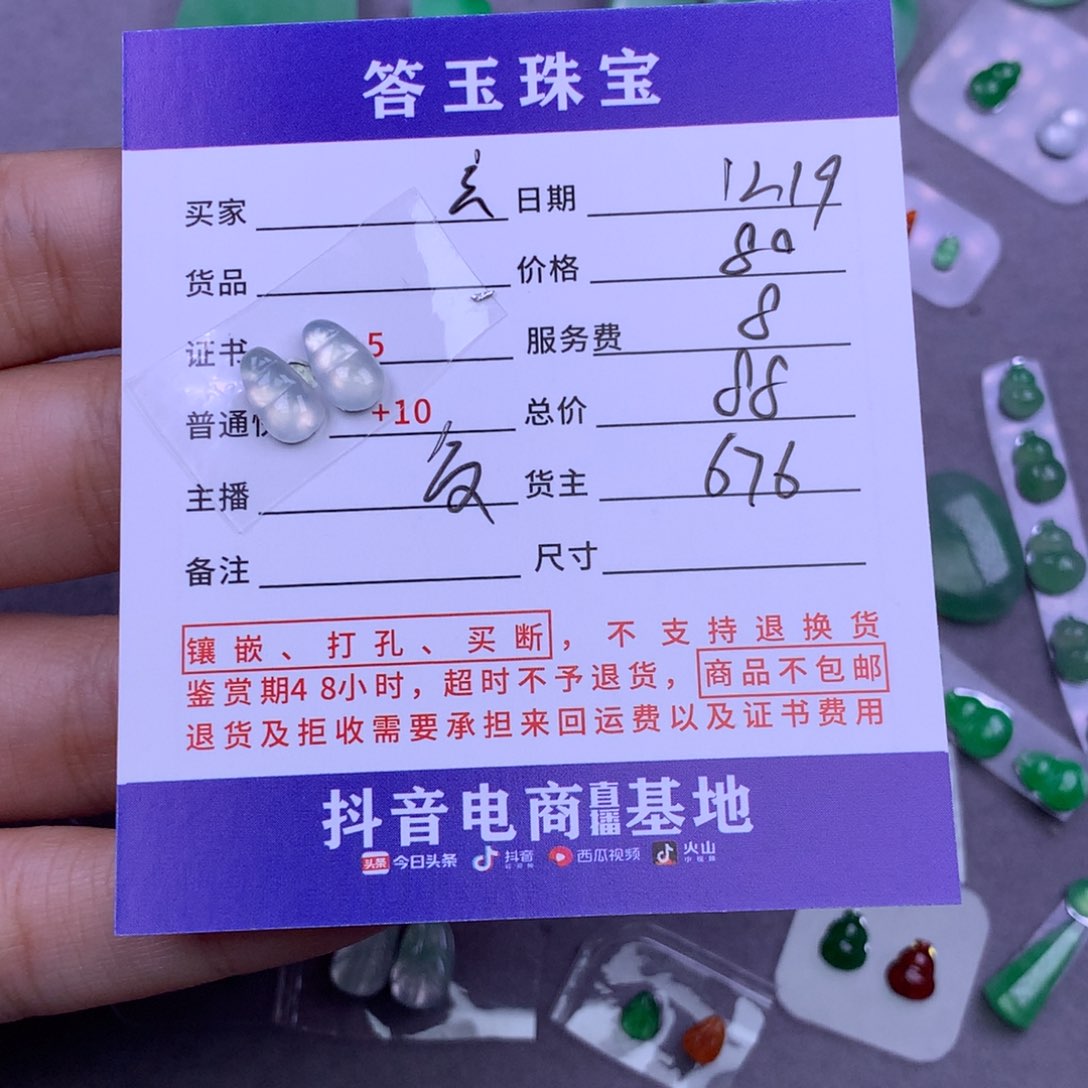 答玉珠宝
买家 日期 1219
货品 价格 80
证书 5 服务费 8
普通 +10 总价 88
主播 货主 676
备注 尺寸
镶嵌、打孔、买断，不支持退换货
鉴赏期48小时，超时不予退货，商品不包邮
退货及拒收需要承担来回运费以及证书费用
抖音电商直播基地
头条 今日头条 抖音 西瓜视频 火山